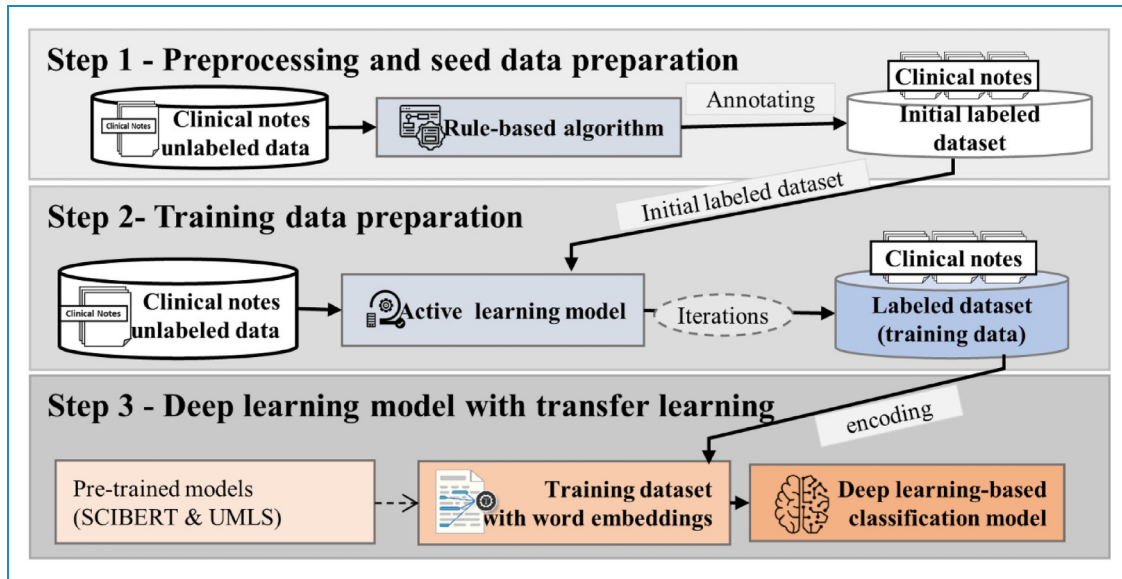 Step 1 - Preprocessing and seed data preparation
Clinical Notes
Clinical notes
unlabeled data
Rule-based algorithm
Annotating
Clinical notes
Initial labeled
dataset
Initial labeled dataset
Step 2- Training data preparation
Clinical Notes
Clinical notes
unlabeled data
Active learning model
Iterations
Clinical notes
Labeled dataset
(training data)
encoding
Step 3 - Deep learning model with transfer learning
Pre-trained models
(SCIBERT & UMLS)
Training dataset
with word embeddings
Deep learning-based
classification model